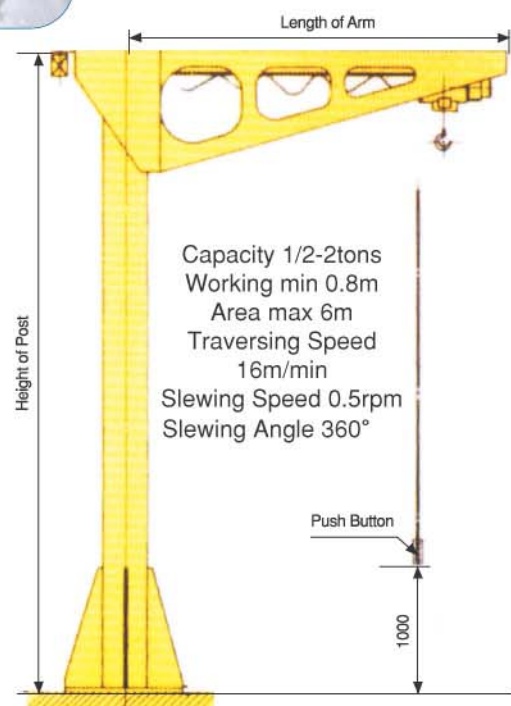 Length of Arm
Height of Post
Capacity 1/2-2tons
Working min 0.8m
Area max 6m
Traversing Speed
16m/min
Slewing Speed 0.5rpm
Slewing Angle 360°
Push Button
1000